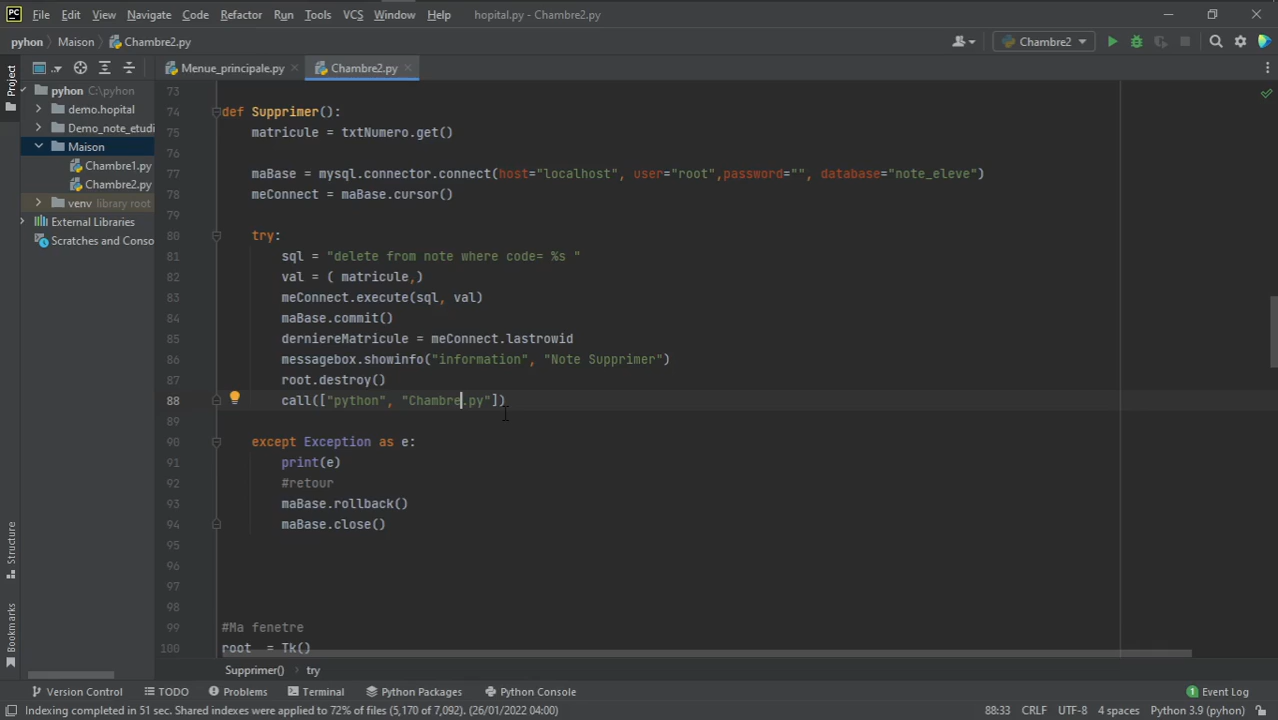 PC File Edit View Navigate Code Refactor Run Tools VCS Window Help hopital.py - Chambre2.py
pyhon Maison Chambre2.py Chambre2
Project Menue_principale.py Chambre2.py
pyhon C:\pyhon
demo.hopital
Demo_note_etudi
Maison
Chambre1.py
Chambre2.py
venv library root
External Libraries
Scratches and Conso
73
74 def Supprimer():
75 matricule = txtNumero.get()
76
77 maBase = mysql.connector.connect(host="localhost", user="root",password="", database="note_eleve")
78 meConnect = maBase.cursor()
79
80 try:
81 sql = "delete from note where code= %s "
82 val = ( matricule,)
83 meConnect.execute(sql, val)
84 maBase.commit()
85 derniereMatricule = meConnect.lastrowid
86 messagebox.showinfo("information", "Note Supprimer")
87 root.destroy()
88 call(["python", "Chambre.py"])
89
90 except Exception as e:
91 print(e)
92 #retour
93 maBase.rollback()
94 maBase.close()
95
96
97
98
99 #Ma fenetre
100 root = Tk()
Structure
Bookmarks
Supprimer() try
Version Control TODO Problems Terminal Python Packages Python Console 1 Event Log
Indexing completed in 51 sec. Shared indexes were applied to 72% of files (5,170 of 7,092). (26/01/2022 04:00) 88:33 CRLF UTF-8 4 spaces Python 3.9 (pyhon)